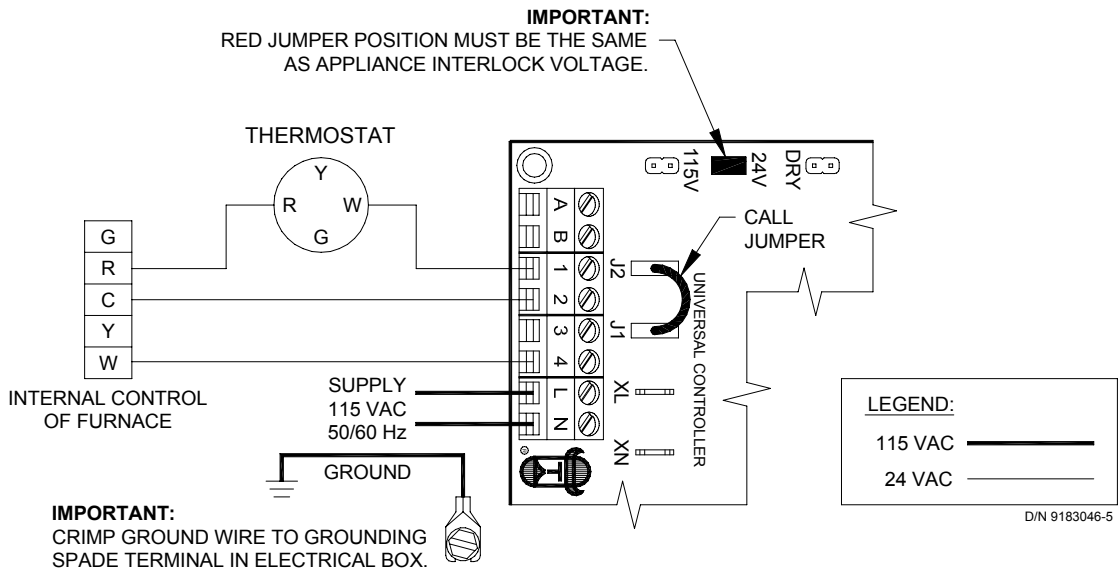 IMPORTANT:
RED JUMPER POSITION MUST BE THE SAME
AS APPLIANCE INTERLOCK VOLTAGE.
THERMOSTAT
Y
R W
G
115V
24V
DRY
CALL
JUMPER
A
B
1
2
3
4
L
N
J2
J1
XL
XN
UNIVERSAL CONTROLLER
G
R
C
Y
W
INTERNAL CONTROL
OF FURNACE
SUPPLY
115 VAC
50/60 Hz
GROUND
IMPORTANT:
CRIMP GROUND WIRE TO GROUNDING
SPADE TERMINAL IN ELECTRICAL BOX.
LEGEND:
115 VAC
24 VAC
D/N 9183046-5